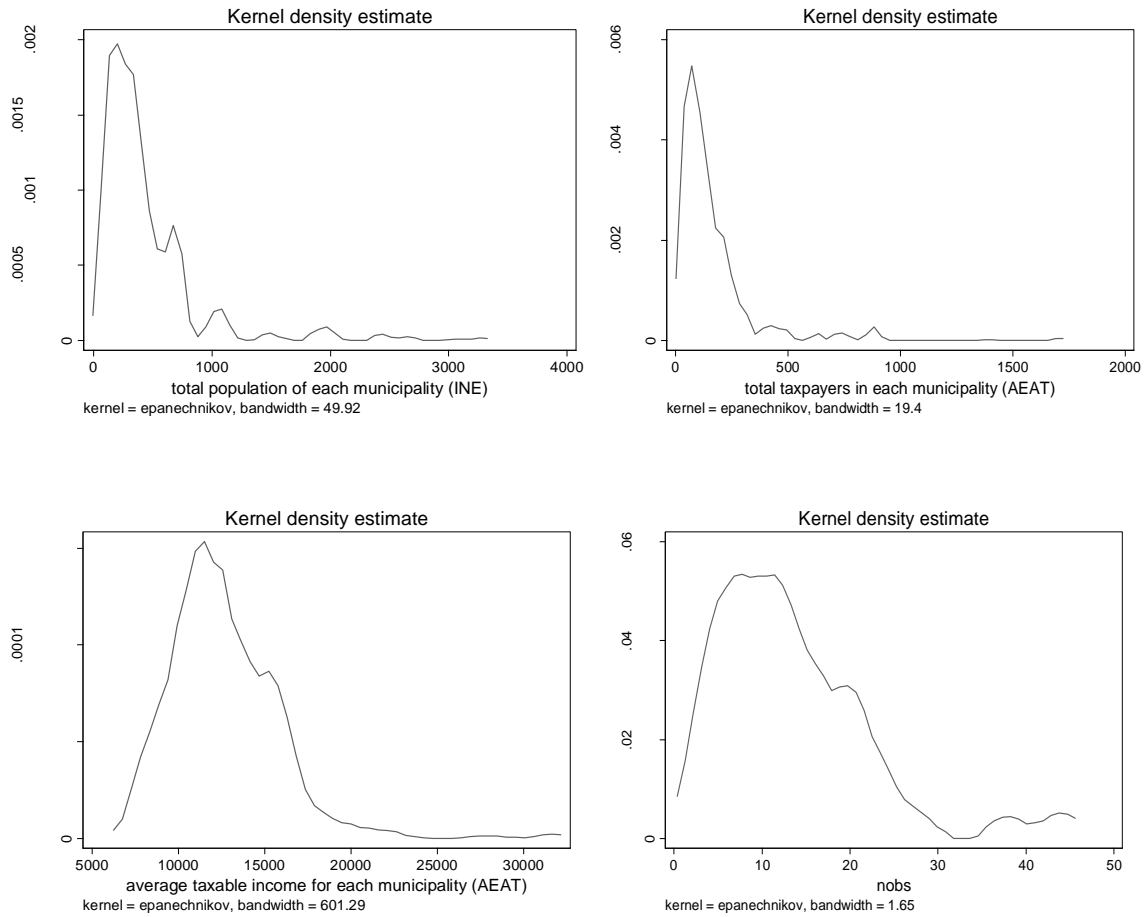 Kernel density estimate
.002
.0015
.001
.0005
0
0 1000 2000 3000 4000
total population of each municipality (INE)
kernel = epanechnikov, bandwidth = 49.92
Kernel density estimate
.006
.004
.002
0
0 500 1000 1500 2000
total taxpayers in each municipality (AEAT)
kernel = epanechnikov, bandwidth = 19.4
Kernel density estimate
.0001
0
5000 10000 15000 20000 25000 30000
average taxable income for each municipality (AEAT)
kernel = epanechnikov, bandwidth = 601.29
Kernel density estimate
.06
.04
.02
0
0 10 20 30 40 50
nobs
kernel = epanechnikov, bandwidth = 1.65